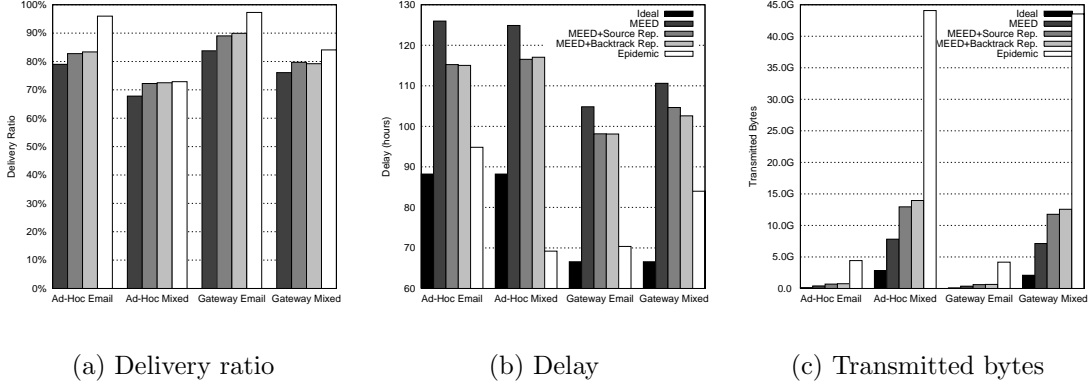 100%
90%
80%
70%
60%
50%
40%
30%
20%
10%
0%
Delivery Ratio
Ad-Hoc Email Ad-Hoc Mixed Gateway Email Gateway Mixed
(a) Delivery ratio
130
120
110
100
90
80
70
60
Delay (hours)
Ideal
MEED
MEED+Source Rep.
MEED+Backtrack Rep.
Epidemic
Ad-Hoc Email Ad-Hoc Mixed Gateway Email Gateway Mixed
(b) Delay
45.0G
40.0G
35.0G
30.0G
25.0G
20.0G
15.0G
10.0G
5.0G
0.0
Transmitted Bytes
Ideal
MEED
MEED+Source Rep.
MEED+Backtrack Rep.
Epidemic
Ad-Hoc Email Ad-Hoc Mixed Gateway Email Gateway Mixed
(c) Transmitted bytes